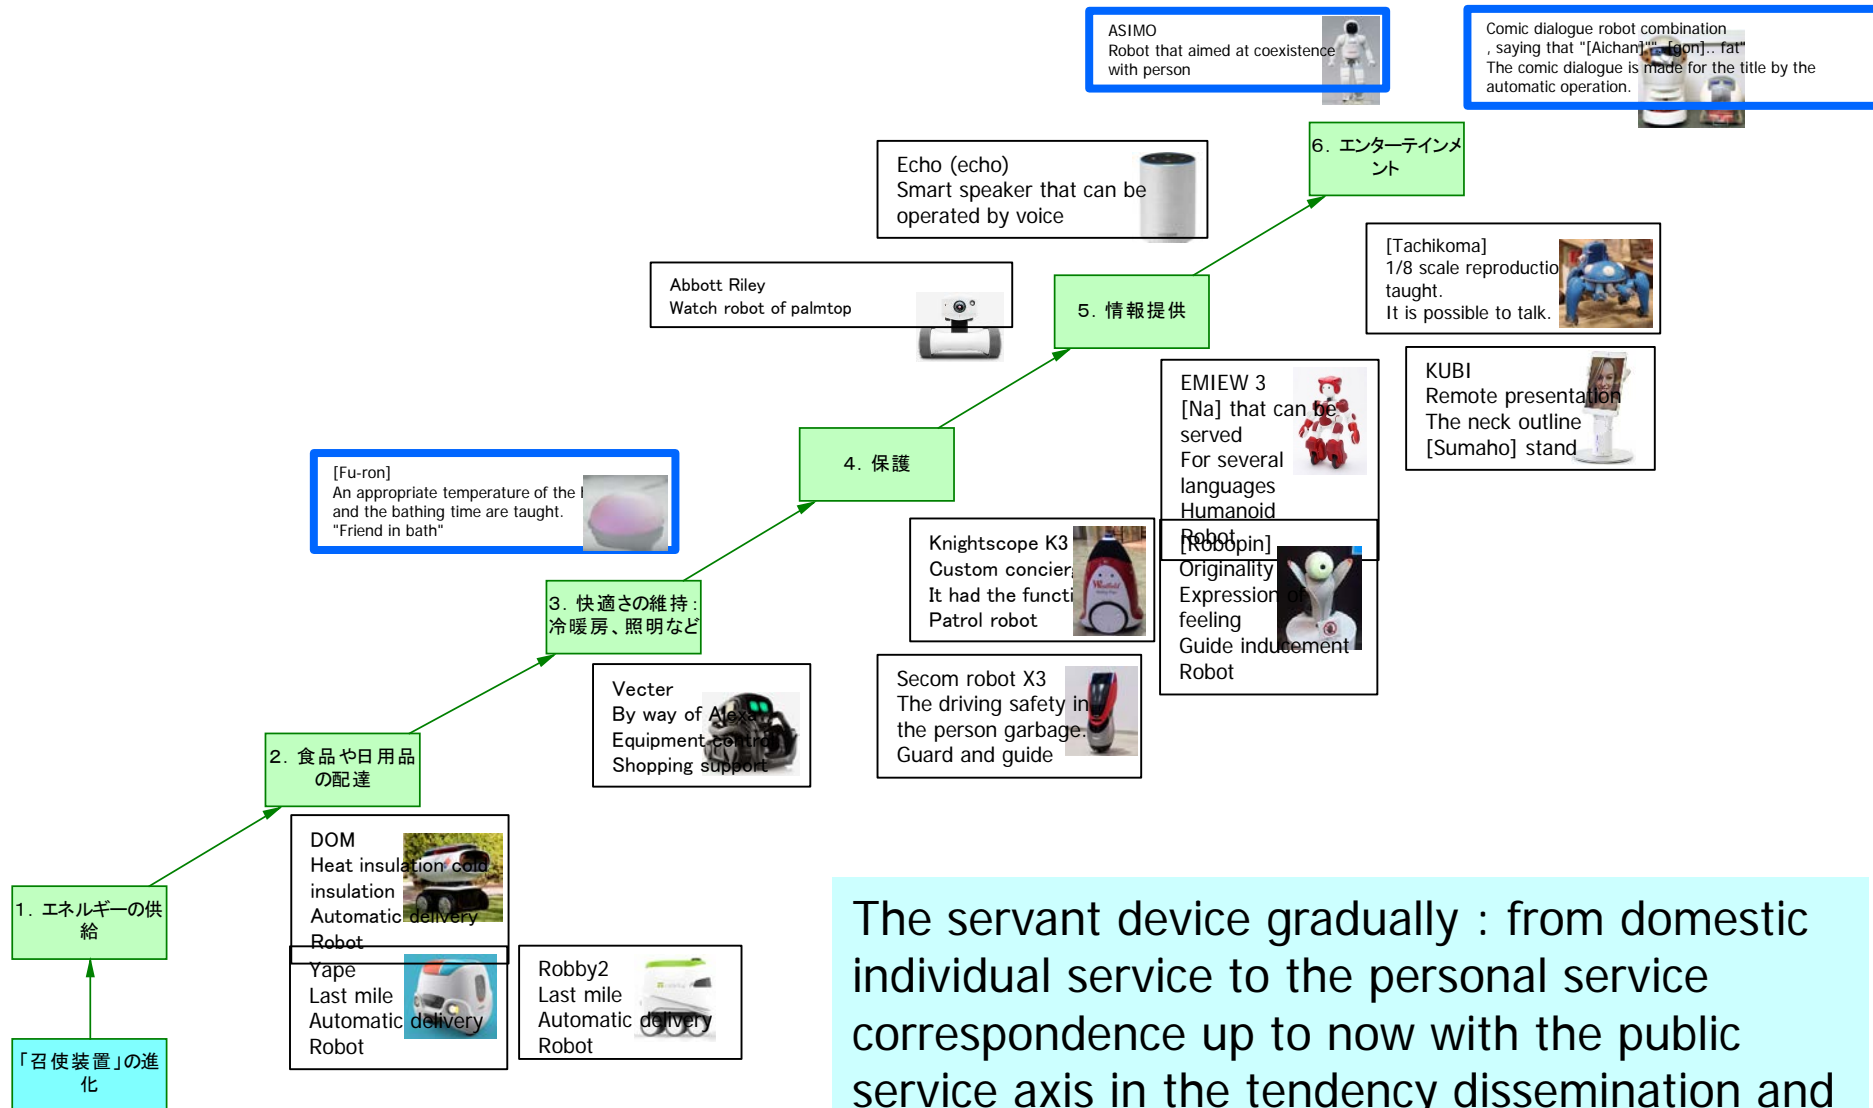 ASIMO
Robot that aimed at coexistence
with person
Comic dialogue robot combination
, saying that "[Aichan]"" [gon].. fat"
The comic dialogue is made for the title by the
automatic operation.
6．エンターテインメ
ント
Echo (echo)
Smart speaker that can be
operated by voice
[Tachikoma]
1/8 scale reproductio
taught.
It is possible to talk.
Abbott Riley
Watch robot of palmtop
5．情報提供
EMIEW 3
[Na] that can be
served
For several
languages
Humanoid
Robot
KUBI
Remote presentation
The neck outline
[Sumaho] stand
4．保護
[Fu-ron]
An appropriate temperature of the
and the bathing time are taught.
"Friend in bath"
Knightscope K3
Custom concier
It had the functi
Patrol robot
[Robopin]
Originality
Expression of
feeling
Guide inducement
Robot
3．快適さの維持：
冷暖房、照明など
Secom robot X3
The driving safety in
the person garbage.
Guard and guide
Vecter
By way of Alexa
Equipment control
Shopping support
2．食品や日用品
の配達
DOM
Heat insulation cold
insulation
Automatic delivery
Robot
1．エネルギーの供
給
Yape
Last mile
Automatic delivery
Robot
Robby2
Last mile
Automatic delivery
Robot
「召使装置」の進
化
The servant device gradually : from domestic
individual service to the personal service
correspondence up to now with the public
service axis in the tendency dissemination and